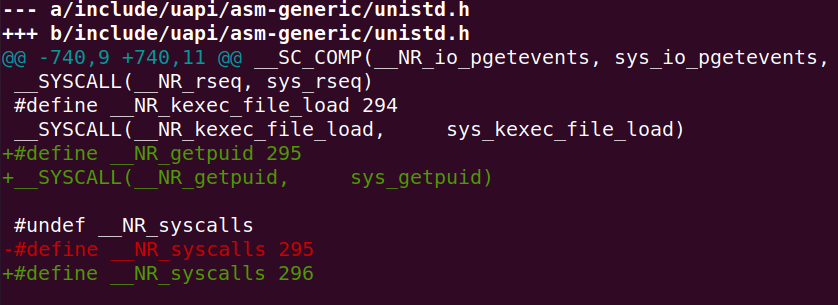 --- a/include/uapi/asm-generic/unistd.h
+++ b/include/uapi/asm-generic/unistd.h
@@ -740,9 +740,11 @@ __SC_COMP(__NR_io_pgetevents, sys_io_pgetevents,
 __SYSCALL(__NR_rseq, sys_rseq)
 #define __NR_kexec_file_load 294
 __SYSCALL(__NR_kexec_file_load,     sys_kexec_file_load)
+#define __NR_getpuid 295
+__SYSCALL(__NR_getpuid,     sys_getpuid)
 #undef __NR_syscalls
-#define __NR_syscalls 295
+#define __NR_syscalls 296